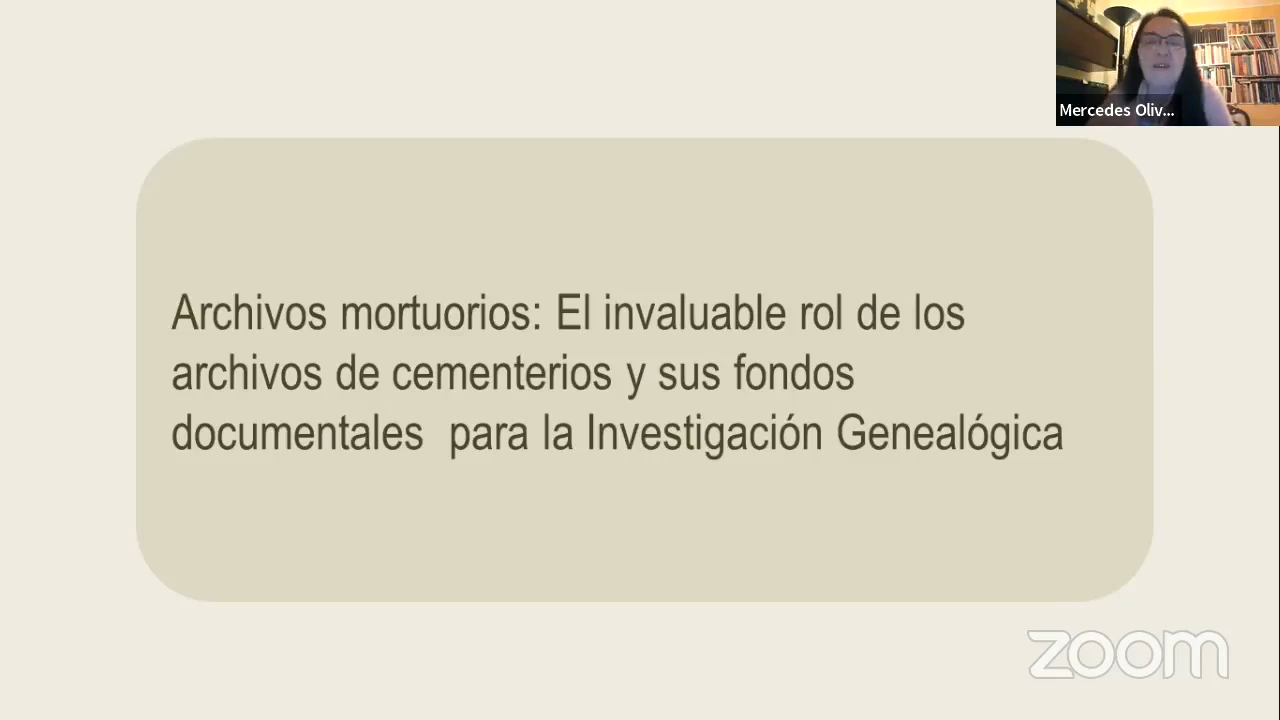 Mercedes Oliv...
Archivos mortuorios: El invaluable rol de los
archivos de cementerios y sus fondos
documentales  para la Investigación Genealógica
zoom